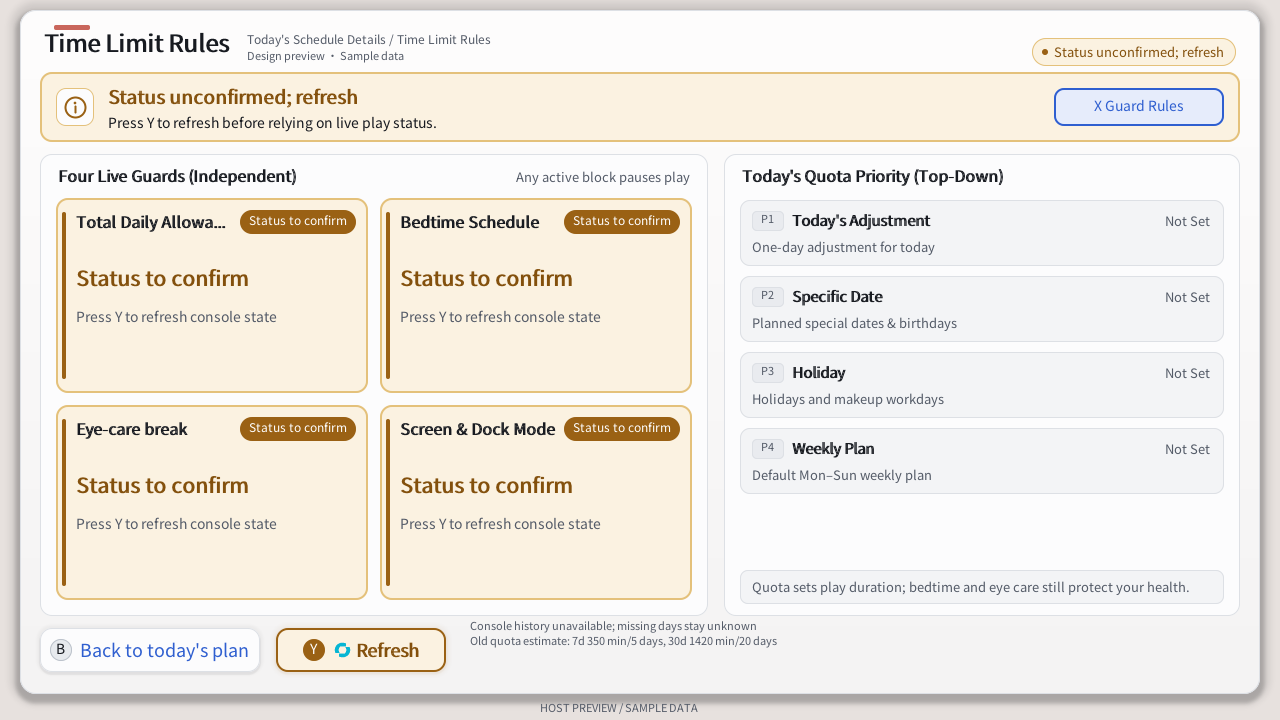 Time Limit Rules
Today's Schedule Details / Time Limit Rules
Design preview • Sample data
Status unconfirmed; refresh
Status unconfirmed; refresh
Press Y to refresh before relying on live play status.
X Guard Rules
Four Live Guards (Independent)
Any active block pauses play
Total Daily Allowa...
Status to confirm
Status to confirm
Press Y to refresh console state
Bedtime Schedule
Status to confirm
Status to confirm
Press Y to refresh console state
Eye-care break
Status to confirm
Status to confirm
Press Y to refresh console state
Screen & Dock Mode
Status to confirm
Status to confirm
Press Y to refresh console state
Today's Quota Priority (Top-Down)
P1 Today's Adjustment Not Set
One-day adjustment for today
P2 Specific Date Not Set
Planned special dates & birthdays
P3 Holiday Not Set
Holidays and makeup workdays
P4 Weekly Plan Not Set
Default Mon–Sun weekly plan
Quota sets play duration; bedtime and eye care still protect your health.
B Back to today's plan
Y Refresh
Console history unavailable; missing days stay unknown
Old quota estimate: 7d 350 min/5 days, 30d 1420 min/20 days
HOST PREVIEW / SAMPLE DATA